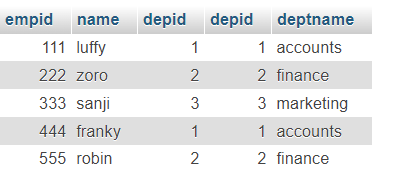 empid name depid depid deptname
111 luffy 1 1 accounts
222 zoro 2 2 finance
333 sanji 3 3 marketing
444 franky 1 1 accounts
555 robin 2 2 finance